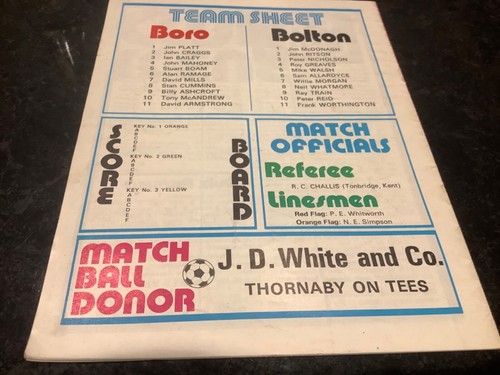 TEAM SHEET
Boro
1 Jim PLATT
2 John CRAGGS
3 Ian BAILEY
4 John MAHONEY
5 Stuart BOAM
6 Alan RAMAGE
7 David MILLS
8 Stan CUMMINS
9 Billy ASHCROFT
10 Tony McANDREW
11 David ARMSTRONG
Bolton
1 Jim McDONAGH
2 John RITSON
3 Peter NICHOLSON
4 Roy GREAVES
5 Mike WALSH
6 Sam ALLARDYCE
7 Willie MORGAN
8 Neil WHATMORE
9 Ray TRAIN
10 Peter REID
11 Frank WORTHINGTON
SCORE
KEY No. 1 ORANGE
A
B
C
D
E
F
KEY No. 2 GREEN
A
B
C
D
E
F
KEY No. 3 YELLOW
A
B
C
D
E
F
BOARD
MATCH
OFFICIALS
Referee
R. C. CHALLIS (Tonbridge, Kent)
Linesmen
Red Flag: P. E. Whitworth
Orange Flag: N. E. Simpson
MATCH
BALL
DONOR
J. D. White and Co.
THORNABY ON TEES